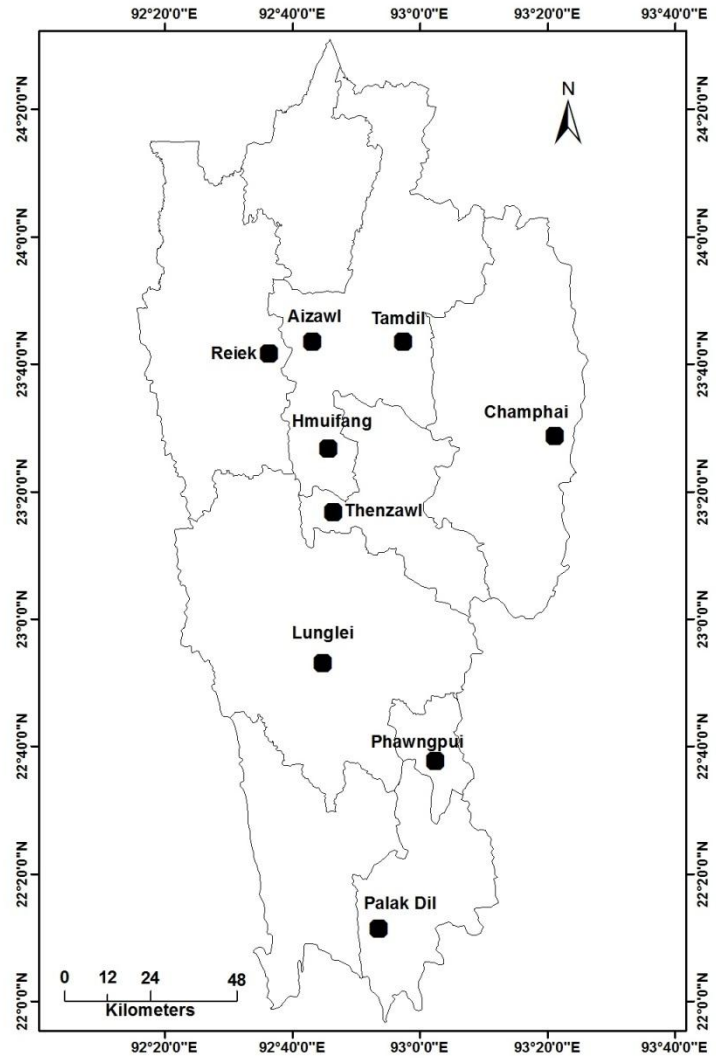 92°20'0"E 92°40'0"E 93°0'0"E 93°20'0"E 93°40'0"E
N
24°20'0"N 24°20'0"N
24°0'0"N 24°0'0"N
Aizawl Tamdil
Reiek
23°40'0"N 23°40'0"N
Champhai
Hmuifang
23°20'0"N 23°20'0"N
Thenzawl
23°0'0"N 23°0'0"N
Lunglei
22°40'0"N 22°40'0"N
Phawngpui
22°20'0"N 22°20'0"N
Palak Dil
0 12 24 48
Kilometers
22°0'0"N 22°0'0"N
92°20'0"E 92°40'0"E 93°0'0"E 93°20'0"E 93°40'0"E